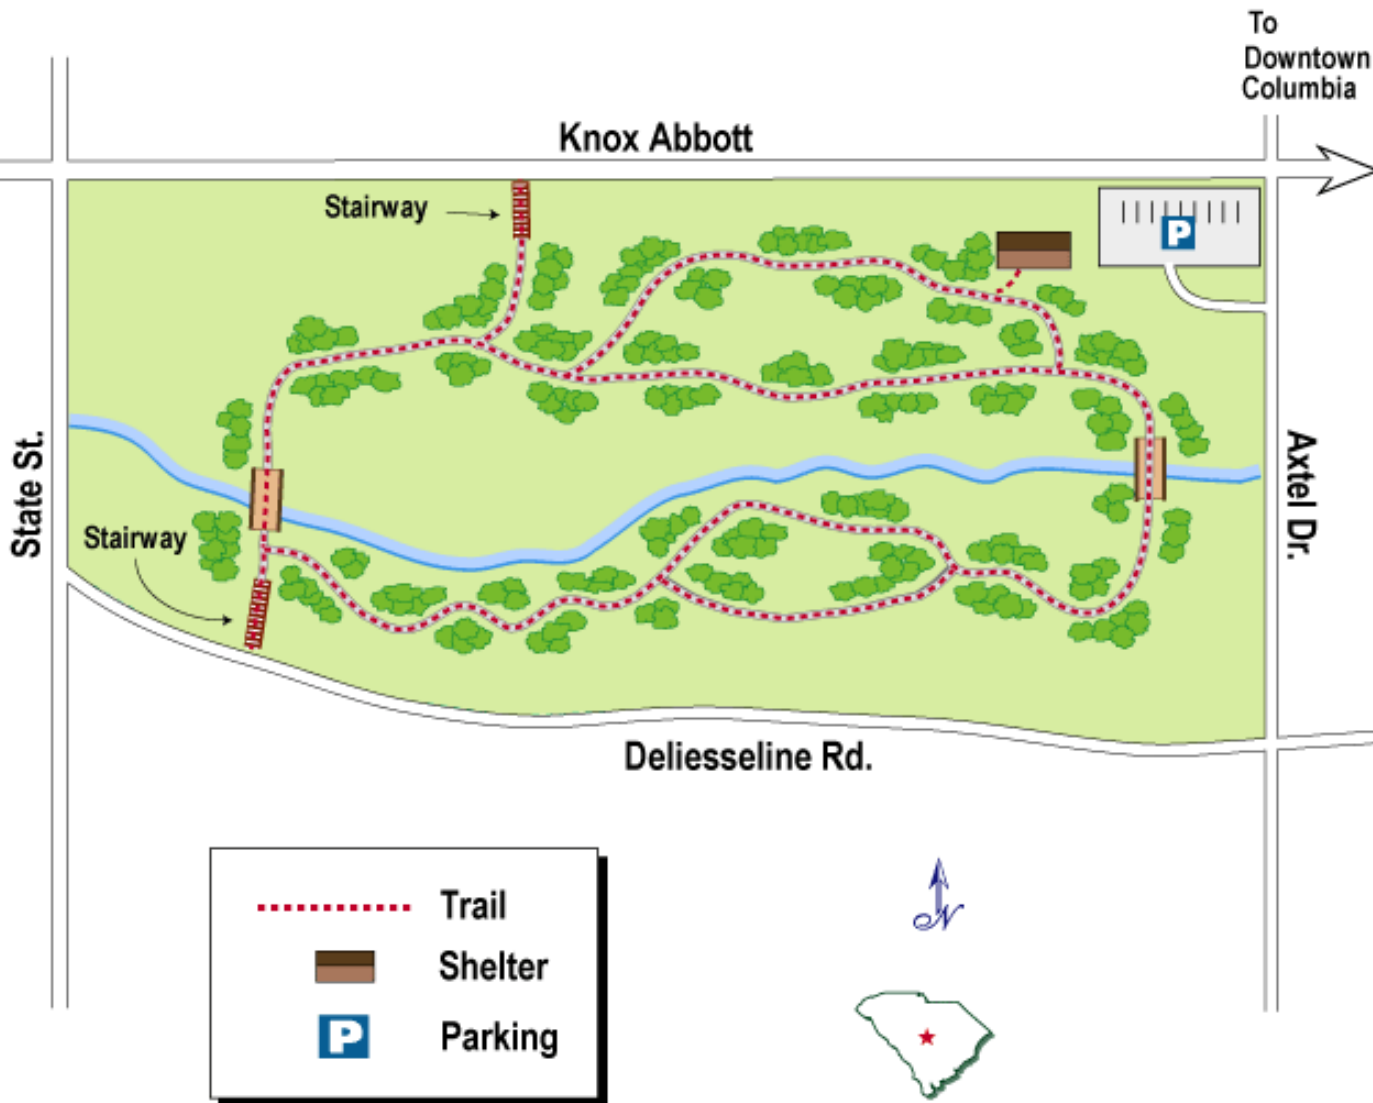 To
Downtown
Columbia
Knox Abbott
Stairway
P
State St.
Axtel Dr.
Stairway
Deliesseline Rd.
Trail
Shelter
P
Parking
N